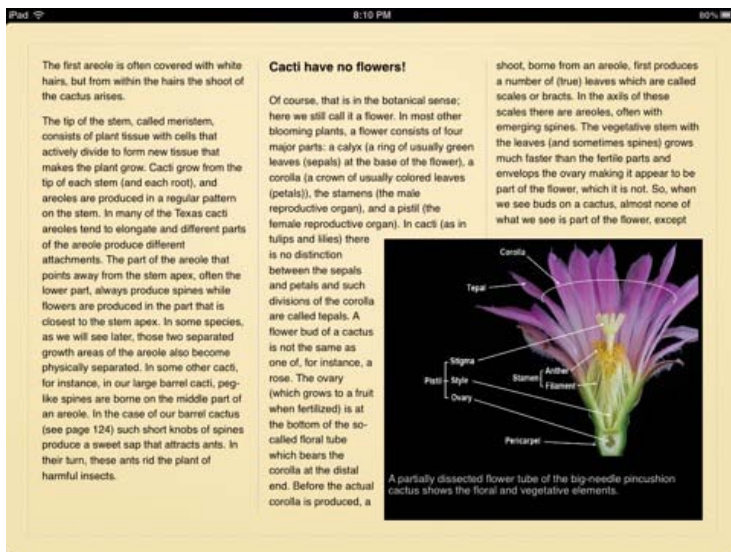 iPad
8:10 PM
80%
The first areole is often covered with white
hairs, but from within the hairs the shoot of
the cactus arises.
The tip of the stem, called meristem,
consists of plant tissue with cells that
actively divide to form new tissue that
makes the plant grow. Cacti grow from the
tip of each stem (and each root), and
areoles are produced in a regular pattern
on the stem. In many of the Texas cacti
areoles tend to elongate and different parts
of the areole produce different
attachments. The part of the areole that
points away from the stem apex, often the
lower part, always produce spines while
flowers are produced in the part that is
closest to the stem apex. In some species,
as we will see later, those two separated
growth areas of the areole also become
physically separated. In some other cacti,
for instance, in our large barrel cacti, peg-
like spines are borne on the middle part of
an areole. In the case of our barrel cactus
(see page 124) such short knobs of spines
produce a sweet sap that attracts ants. In
their turn, these ants rid the plant of
harmful insects.
Cacti have no flowers!
Of course, that is in the botanical sense;
here we still call it a flower. In most other
blooming plants, a flower consists of four
major parts: a calyx (a ring of usually green
leaves (sepals) at the base of the flower), a
corolla (a crown of usually colored leaves
(petals)), the stamens (the male
reproductive organ), and a pistil (the
female reproductive organ). In cacti (as in
tulips and lilies) there
is no distinction
between the sepals
and petals and such
divisions of the corolla
are called tepals. A
flower bud of a cactus
is not the same as
one of, for instance, a
rose. The ovary
(which grows to a fruit
when fertilized) is at
the bottom of the so-
called floral tube
which bears the
corolla at the distal
end. Before the actual
corolla is produced, a
shoot, borne from an areole, first produces
a number of (true) leaves which are called
scales or bracts. In the axils of these
scales there are areoles, often with
emerging spines. The vegetative stem with
the leaves (and sometimes spines) grows
much faster than the fertile parts and
envelops the ovary making it appear to be
part of the flower, which it is not. So, when
we see buds on a cactus, almost none of
what we see is part of the flower, except
Corolla
Tepal
Stigma
Pistil Style
Ovary
Stamen
Anther
Filament
Pericarpel
A partially dissected flower tube of the big-needle pincushion
cactus shows the floral and vegetative elements.